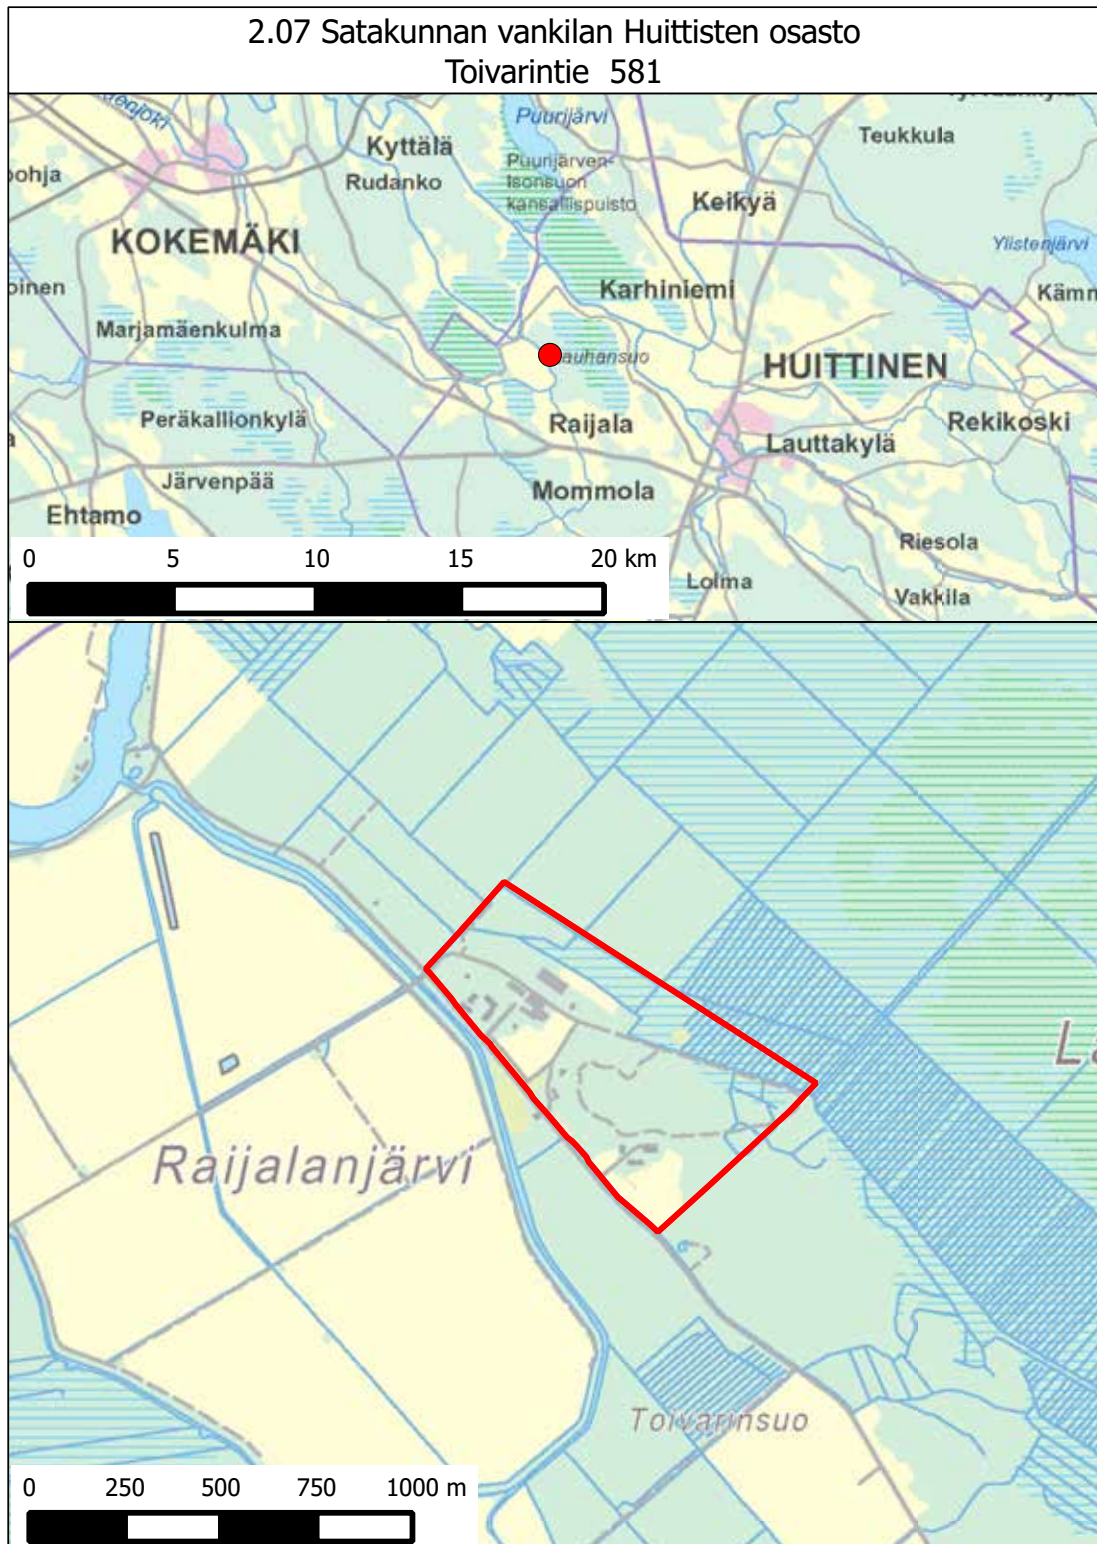 2.07 Satakunnan vankilan Huittisten osasto
Toivarintie 581
Puurijärvi
Teukkula
Kyttälä
Puurijärven-
Isonsuon
kansallispuisto
Rudanko
Keikyä
KOKEMÄKI
Ylistenjärvi
Karhiniemi
Marjamäenkulma
HUITTINEN
Peräkallionkylä
Raijala
Rekikoski
Lauttakylä
Järvenpää
Mommola
Ehtamo
Riesola
0 5 10 15 20 km
Loima
Vakkila
Raijalanjärvi
Toivarinsuo
0 250 500 750 1000 m